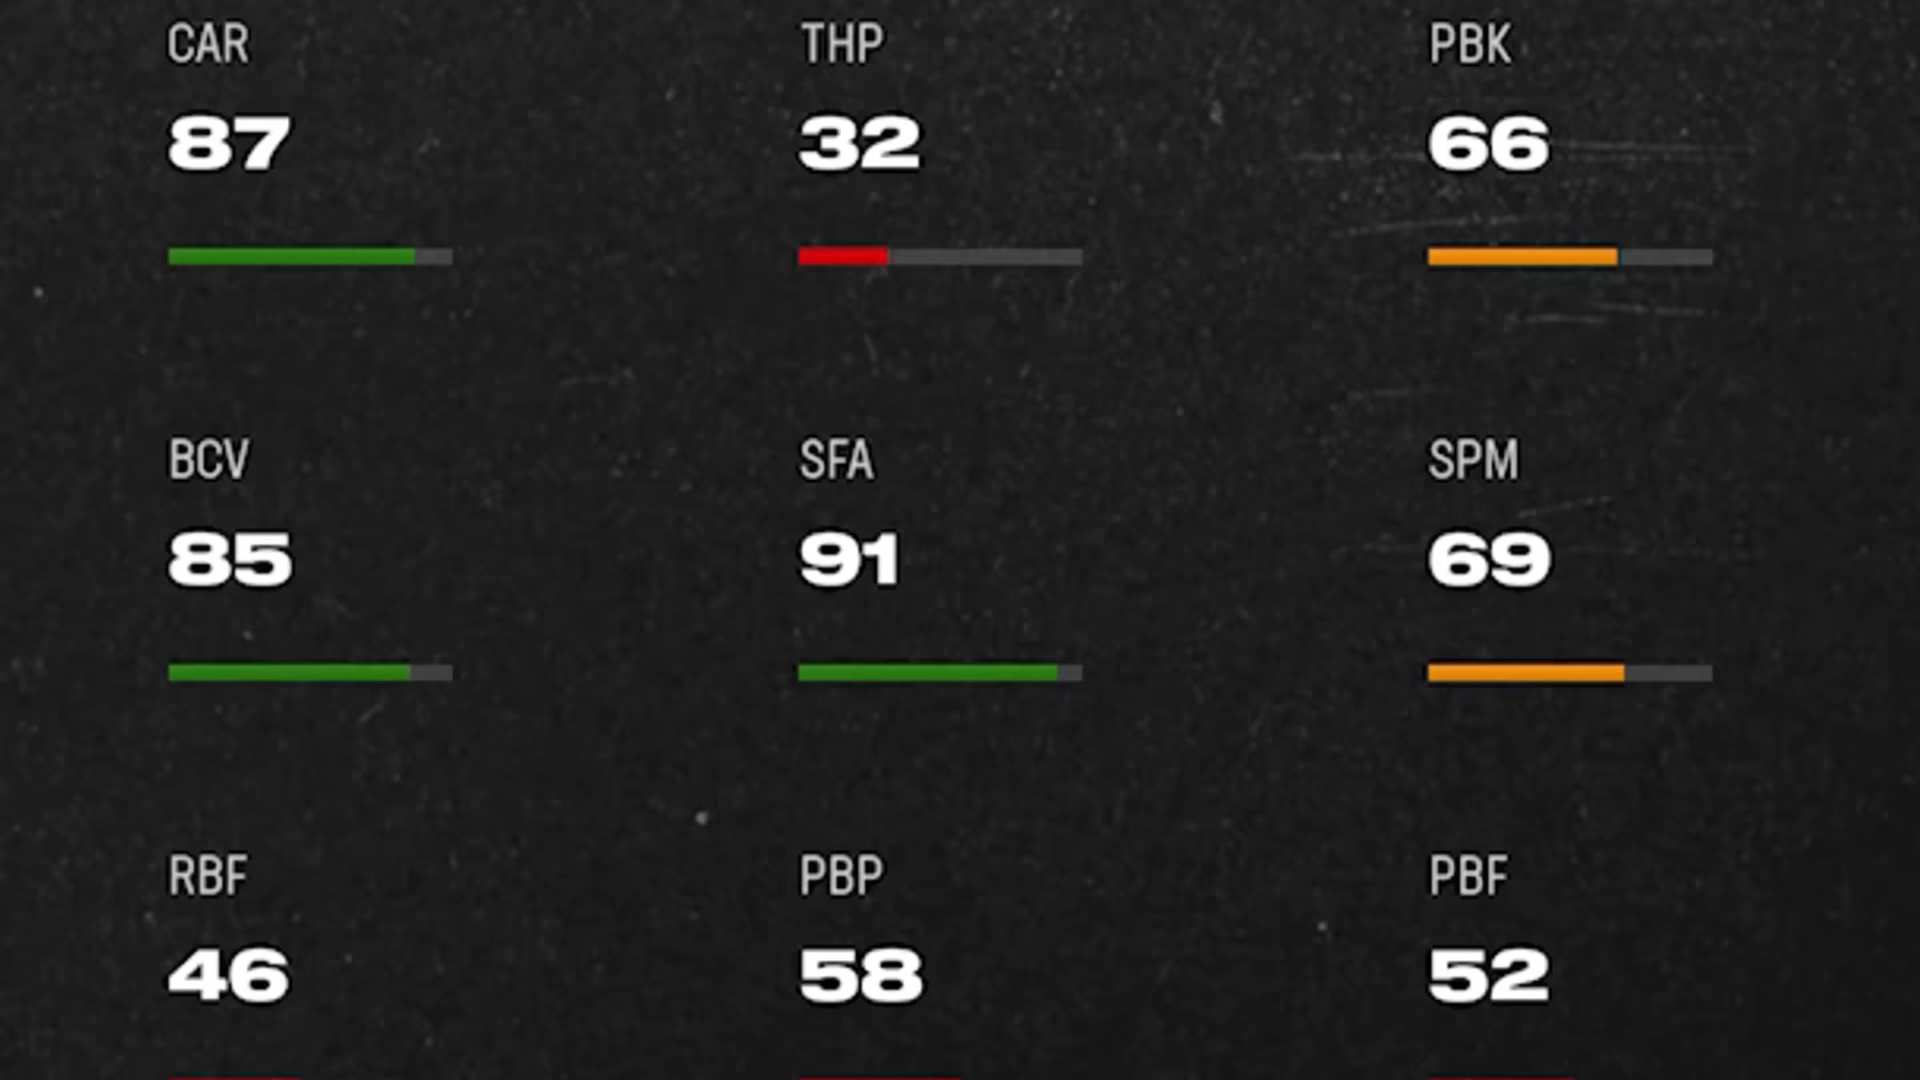 CAR THP PBK
87 32 66
BCV SFA SPM
85 91 69
RBF PBP PBF
46 58 52